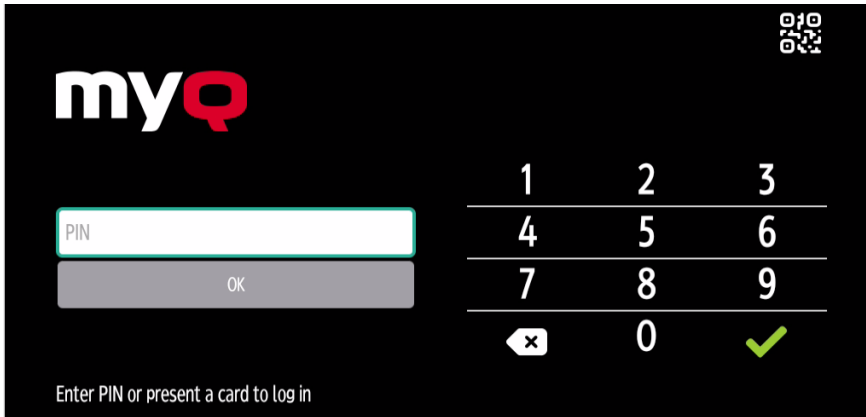 myQ
PIN
OK
1 2 3
4 5 6
7 8 9
0
Enter PIN or present a card to log in